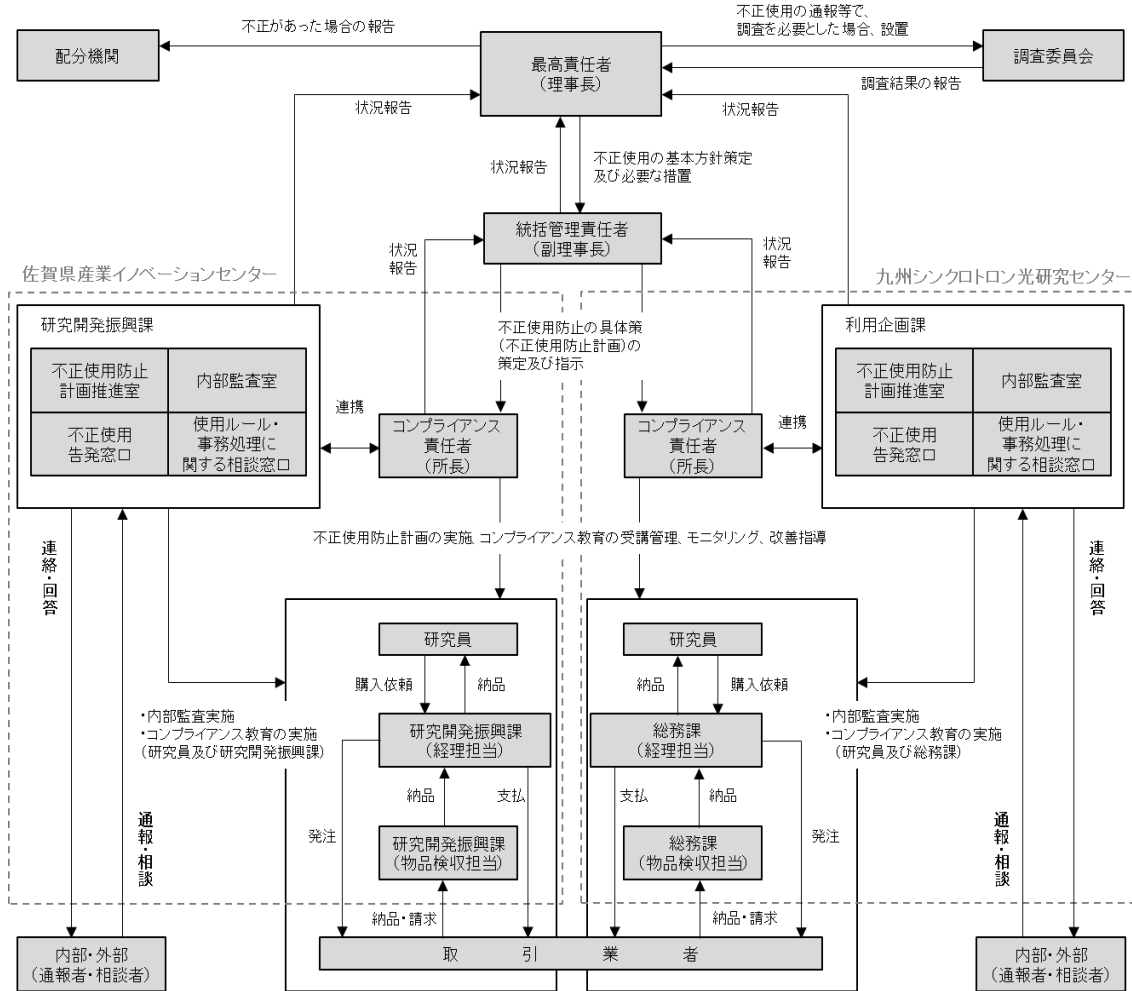 不正があった場合の報告
不正使用の通報等で、
調査を必要とした場合、設置
配分機関
最高責任者
(理事長)
調査委員会
調査結果の報告
状況報告
状況報告
状況報告
不正使用の基本方針策定
及び必要な措置
統括管理責任者
(副理事長)
状況
報告
状況
報告
佐賀県産業イノベーションセンター
九州シンクロトロン光研究センター
研究開発振興課
不正使用防止
計画推進室
内部監査室
不正使用
告発窓口
使用ルール・
事務処理に
関する相談窓口
不正使用防止の具体策
(不正使用防止計画)の
策定及び指示
利用企画課
不正使用防止
計画推進室
内部監査室
不正使用
告発窓口
使用ルール・
事務処理に
関する相談窓口
連携
コンプライアンス
責任者
(所長)
コンプライアンス
責任者
(所長)
連携
不正使用防止計画の実施、コンプライアンス教育の受講管理、モニタリング、改善指導
連絡・回答
連絡・回答
研究員
研究員
購入依頼
納品
納品
購入依頼
・内部監査実施
・コンプライアンス教育の実施
(研究員及び研究開発振興課)
研究開発振興課
(経理担当)
総務課
(経理担当)
・内部監査実施
・コンプライアンス教育の実施
(研究員及び総務課)
納品
支払
支払
納品
発注
発注
通報・相談
通報・相談
研究開発振興課
(物品検収担当)
総務課
(物品検収担当)
納品・請求
納品・請求
取引業者
内部・外部
(通報者・相談者)
内部・外部
(通報者・相談者)